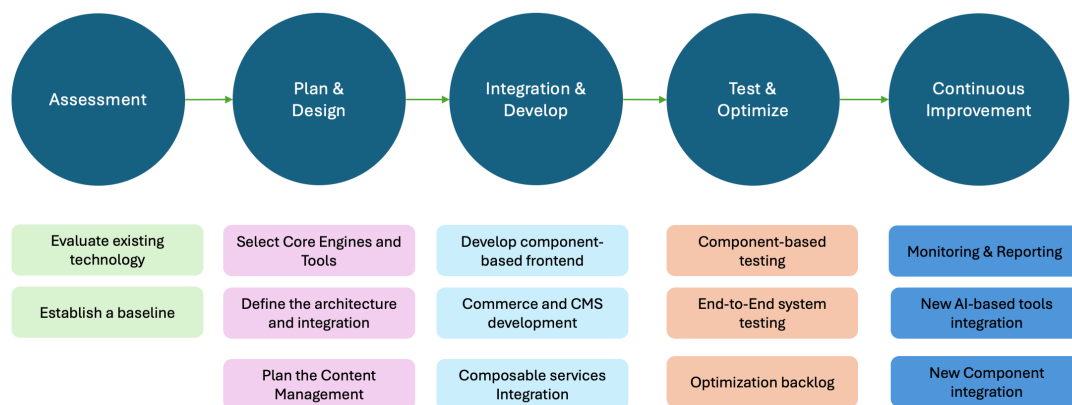 Assessment
Plan &
Design
Integration &
Develop
Test &
Optimize
Continuous
Improvement
Evaluate existing
technology
Establish a baseline
Select Core Engines and
Tools
Define the architecture
and integration
Plan the Content
Management
Develop component-
based frontend
Commerce and CMS
development
Composable services
Integration
Component-based
testing
End-to-End system
testing
Optimization backlog
Monitoring & Reporting
New AI-based tools
integration
New Component
integration